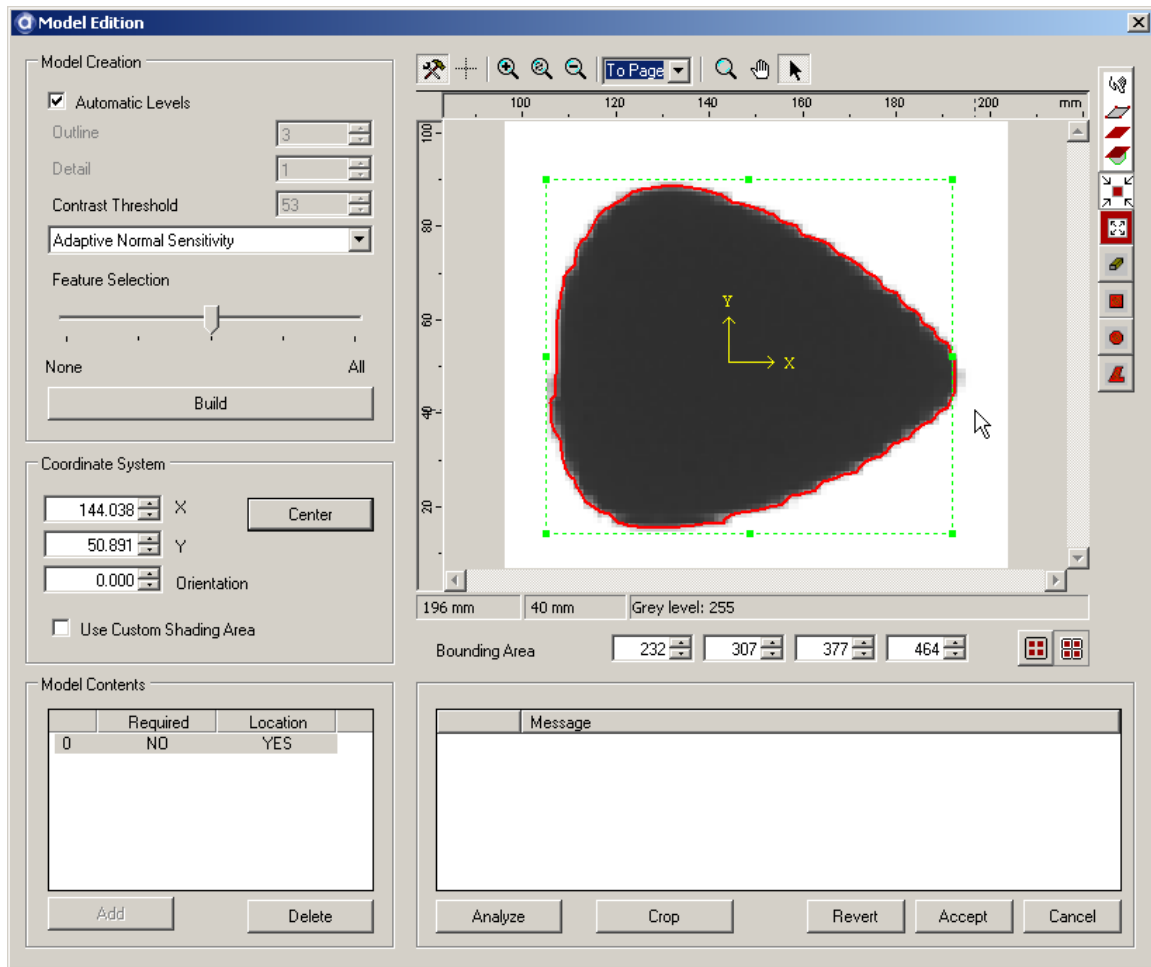 Model Edition
Model Creation
Automatic Levels
Outline 3
Detail 1
Contrast Threshold 53
Adaptive Normal Sensitivity
Feature Selection
None All
Build
Coordinate System
144.038 X
Center
50.891 Y
0.000 Orientation
Use Custom Shading Area
Model Contents
Required Location
0 NO YES
Add Delete
To Page
100 120 140 160 180 200 mm
100
80
60
40
20
Y
X
196 mm 40 mm Grey level: 255
Bounding Area 232 307 377 464
Message
Analyze Crop Revert Accept Cancel